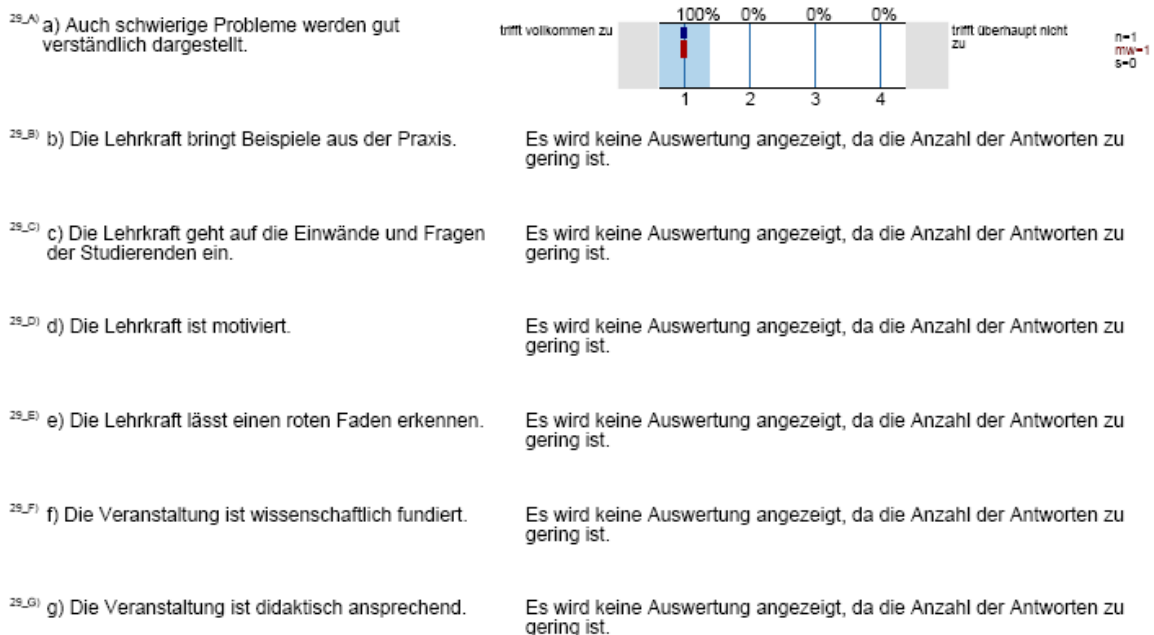 29_A) a) Auch schwierige Probleme werden gut
verständlich dargestellt.
trifft vollkommen zu
100% 0% 0% 0%
trifft überhaupt nicht
zu
n=1
mw=1
s=0
1 2 3 4
29_B) b) Die Lehrkraft bringt Beispiele aus der Praxis.
Es wird keine Auswertung angezeigt, da die Anzahl der Antworten zu
gering ist.
29_C) c) Die Lehrkraft geht auf die Einwände und Fragen
der Studierenden ein.
Es wird keine Auswertung angezeigt, da die Anzahl der Antworten zu
gering ist.
29_D) d) Die Lehrkraft ist motiviert.
Es wird keine Auswertung angezeigt, da die Anzahl der Antworten zu
gering ist.
29_E) e) Die Lehrkraft lässt einen roten Faden erkennen.
Es wird keine Auswertung angezeigt, da die Anzahl der Antworten zu
gering ist.
29_F) f) Die Veranstaltung ist wissenschaftlich fundiert.
Es wird keine Auswertung angezeigt, da die Anzahl der Antworten zu
gering ist.
29_G) g) Die Veranstaltung ist didaktisch ansprechend.
Es wird keine Auswertung angezeigt, da die Anzahl der Antworten zu
gering ist.